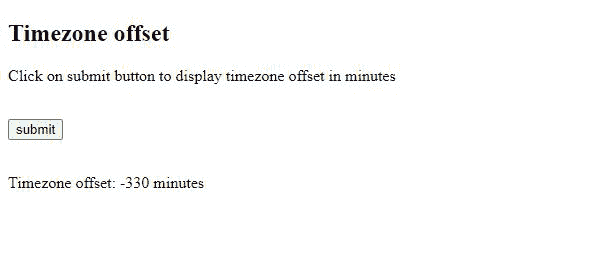 Timezone offset
Click on submit button to display timezone offset in minutes
submit
Timezone offset: -330 minutes